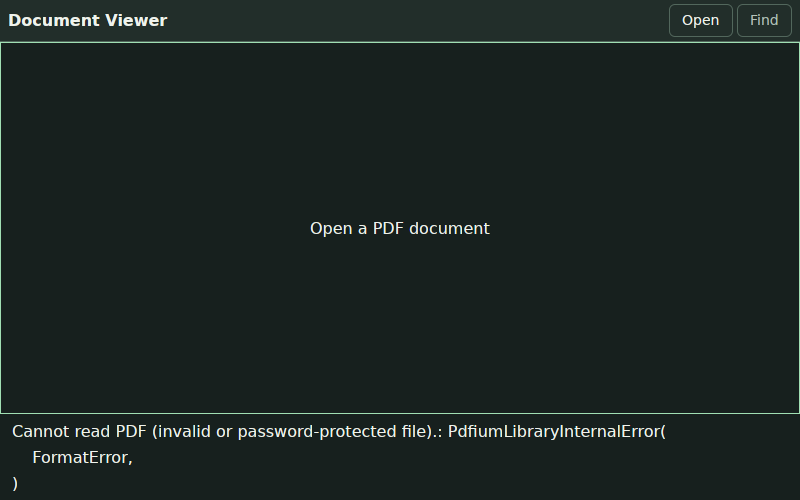 Document Viewer
Open
Find
Open a PDF document
Cannot read PDF (invalid or password-protected file).: PdfiumLibraryInternalError(
FormatError,
)